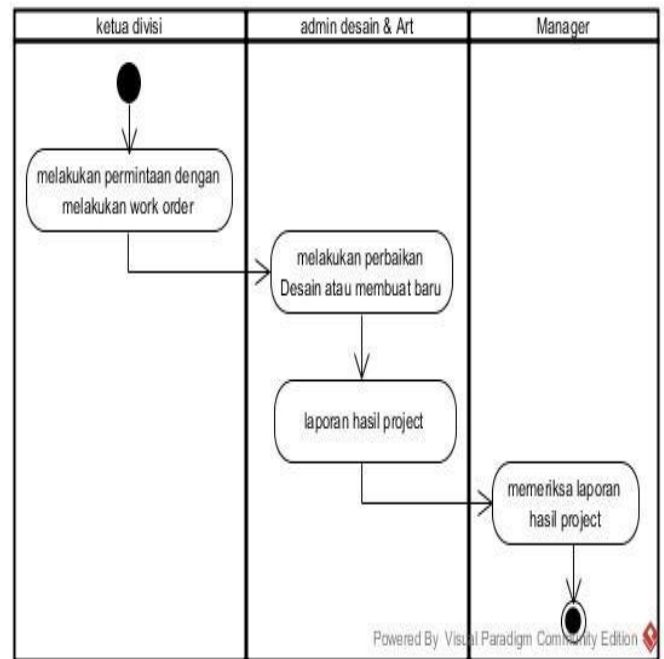 ketua divisi
admin desain & Art
Manager
melakukan permintaan dengan
melakukan work order
melakukan perbaikan
Desain atau membuat baru
laporan hasil project
memeriksa laporan
hasil project
Powered By Visual Paradigm Community Edition